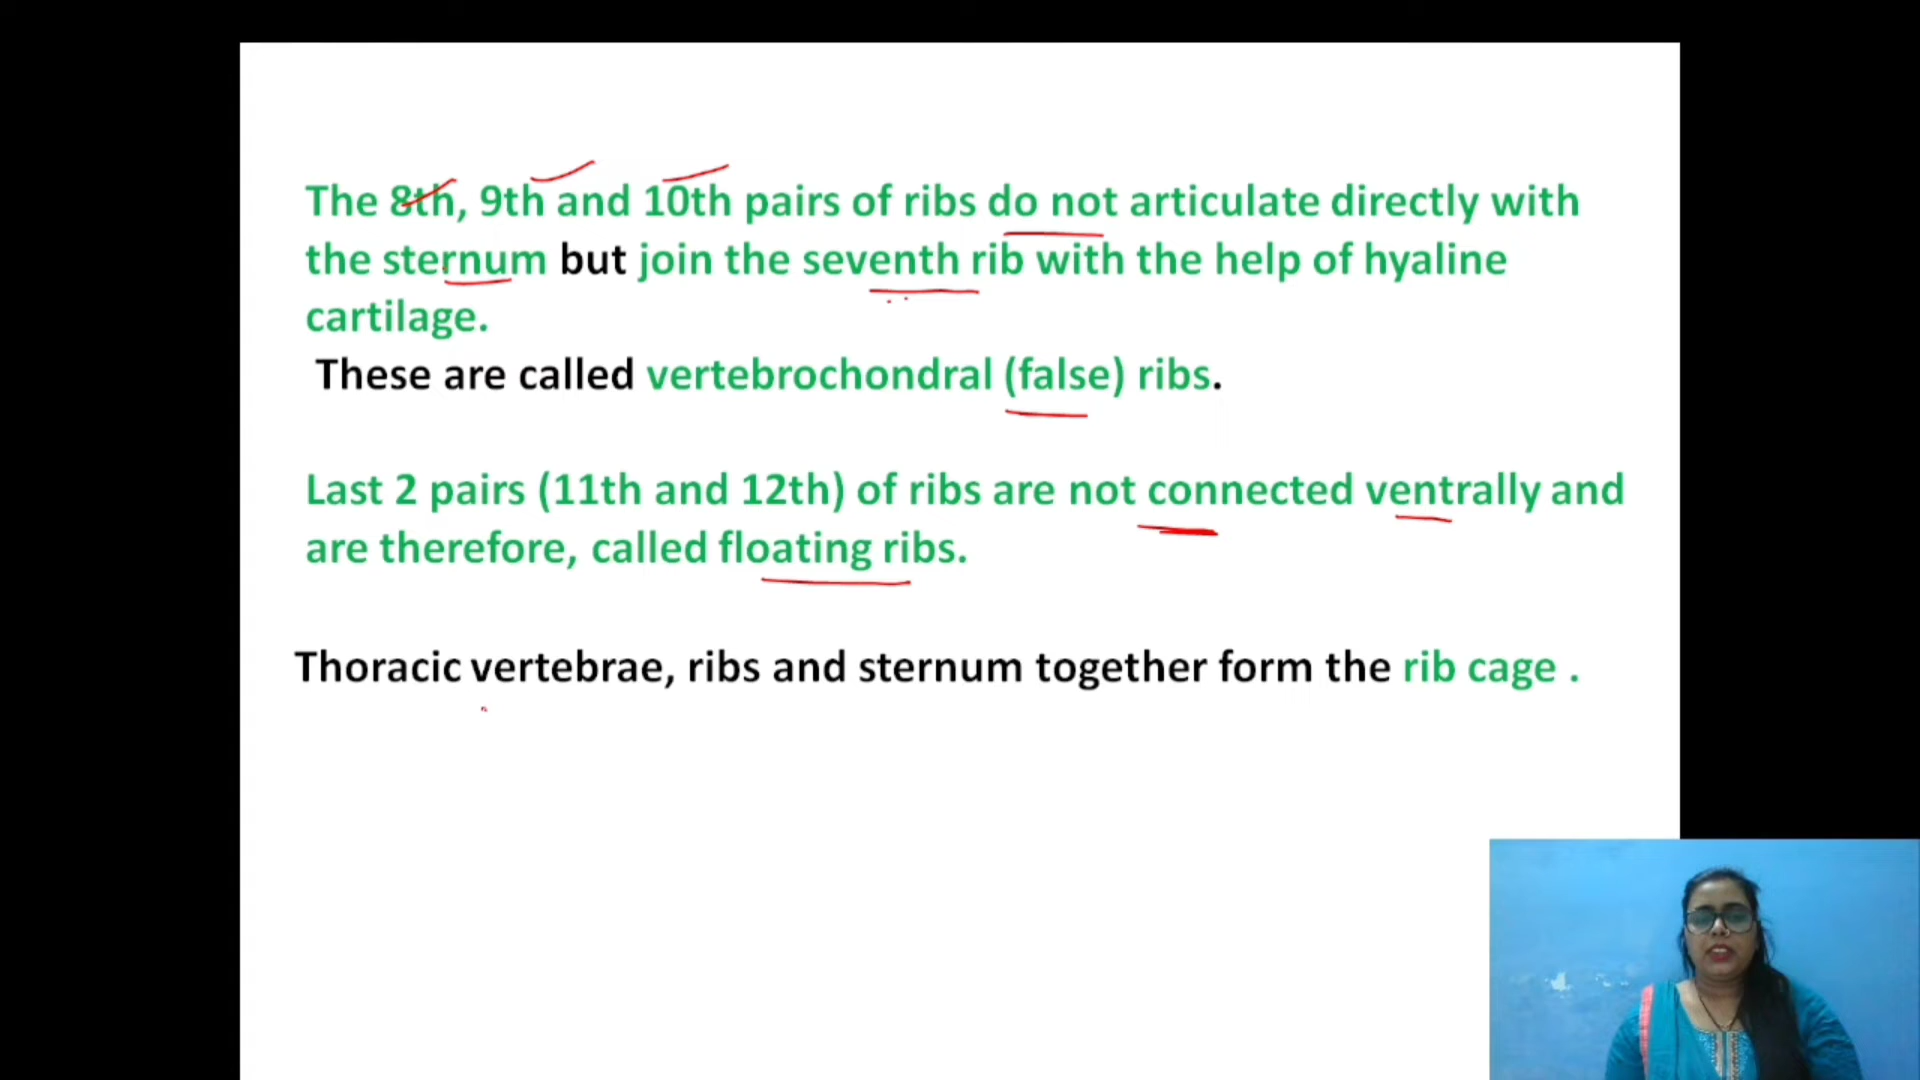 The 8th, 9th and 10th pairs of ribs do not articulate directly with
the sternum but join the seventh rib with the help of hyaline
cartilage.
These are called vertebrochondral (false) ribs.
Last 2 pairs (11th and 12th) of ribs are not connected ventrally and
are therefore, called floating ribs.
Thoracic vertebrae, ribs and sternum together form the rib cage .